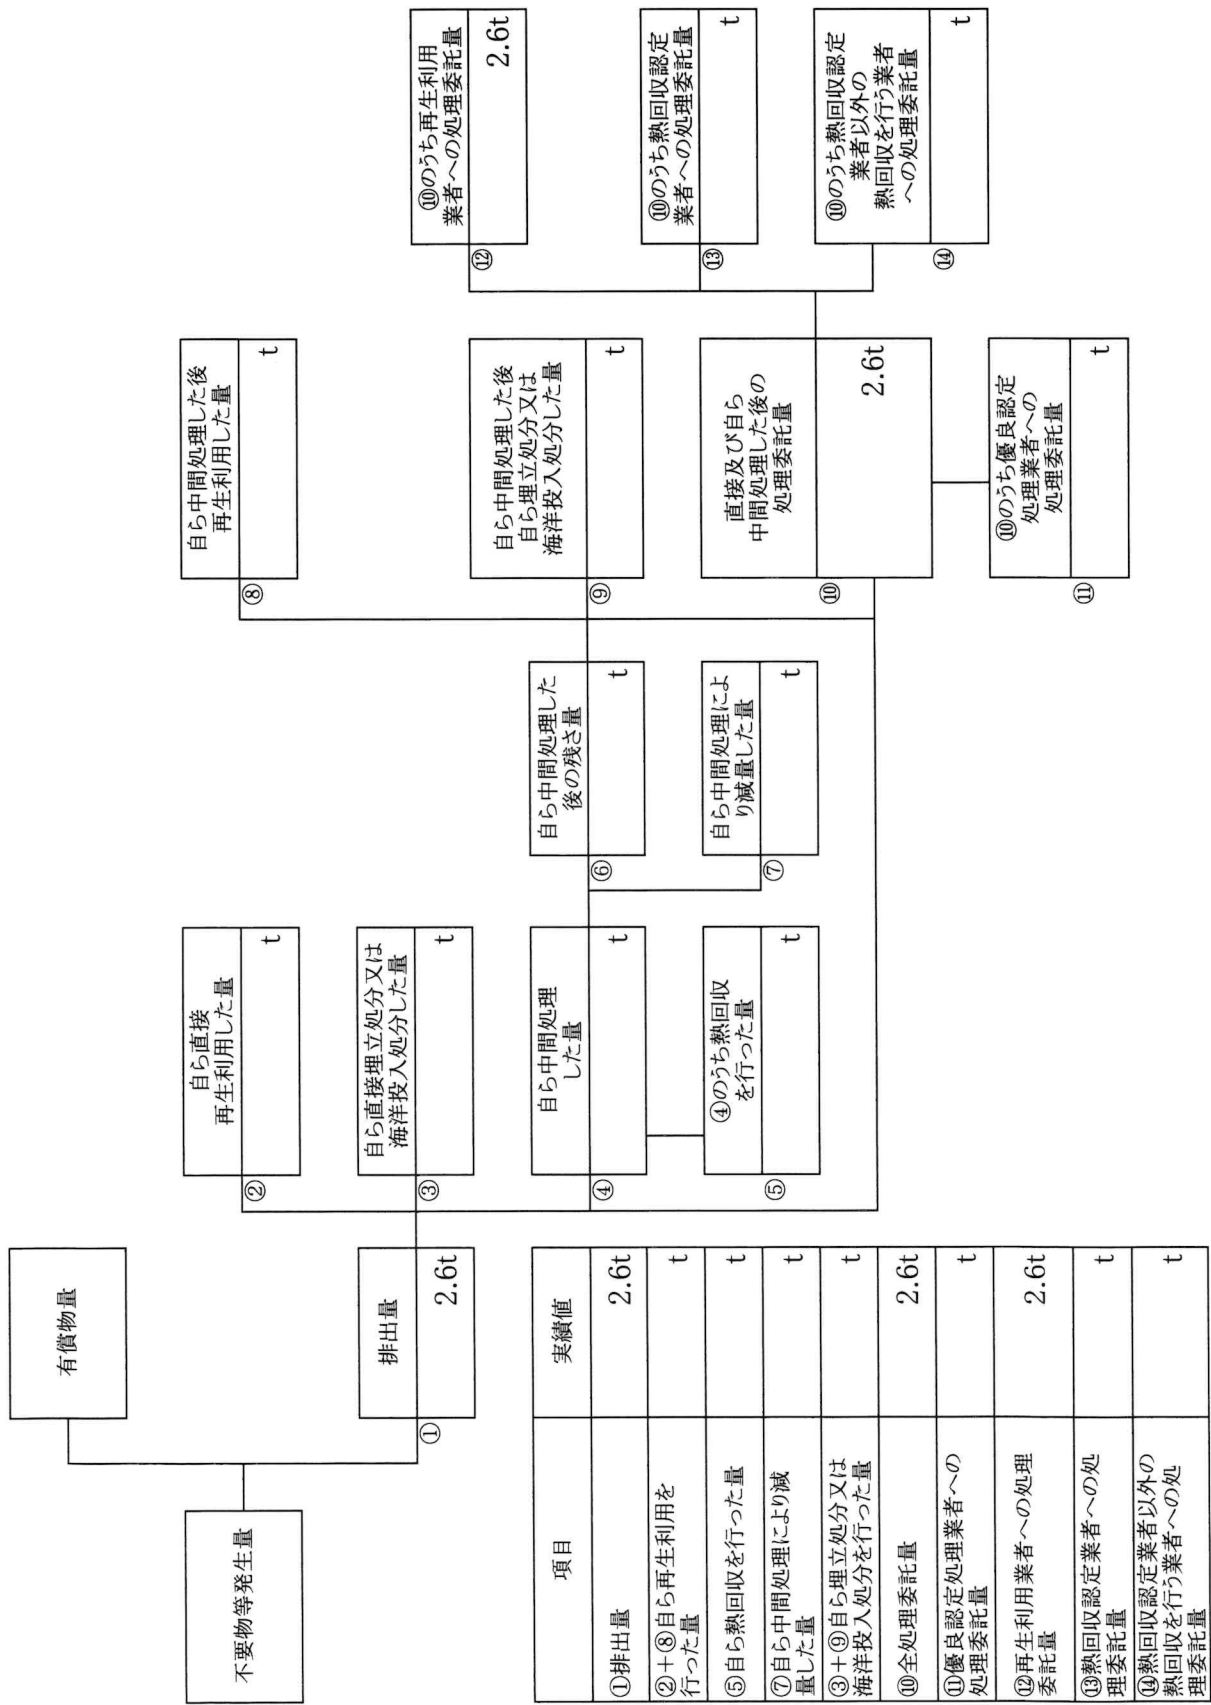 不要物等発生量
有償物量
①
排出量
2.6t
②
自ら直接
再生利用した量
t
③
自ら直接埋立処分又は
海洋投入処分した量
t
④
自ら中間処理
した量
t
⑤
④のうち熱回収
を行った量
t
⑥
自ら中間処理した
後の残さ量
t
⑦
自ら中間処理によ
り減量した量
t
⑧
自ら中間処理した後
再生利用した量
t
⑨
自ら中間処理した後
自ら埋立処分又は
海洋投入処分した量
t
⑩
直接及び自ら
中間処理した後の
処理委託量
2.6t
⑪
⑩のうち優良認定
処理業者への
処理委託量
t
⑫
⑩のうち再生利用
業者への処理委託量
2.6t
⑬
⑩のうち熱回収認定
業者への処理委託量
t
⑭
⑩のうち熱回収認定
業者以外の
熱回収を行う業者
への処理委託量
t
項目 実績値
①排出量 2.6t
②+⑧自ら再生利用を
行った量 t
⑤自ら熱回収を行った量 t
⑦自ら中間処理により減
量した量 t
③+⑨自ら埋立処分又は
海洋投入処分を行った量 t
⑩全処理委託量 2.6t
⑪優良認定処理業者への
処理委託量 t
⑫再生利用業者への処理
委託量 2.6t
⑬熱回収認定業者への処
理委託量 t
⑭熱回収認定業者以外の
熱回収を行う業者への処
理委託量 t